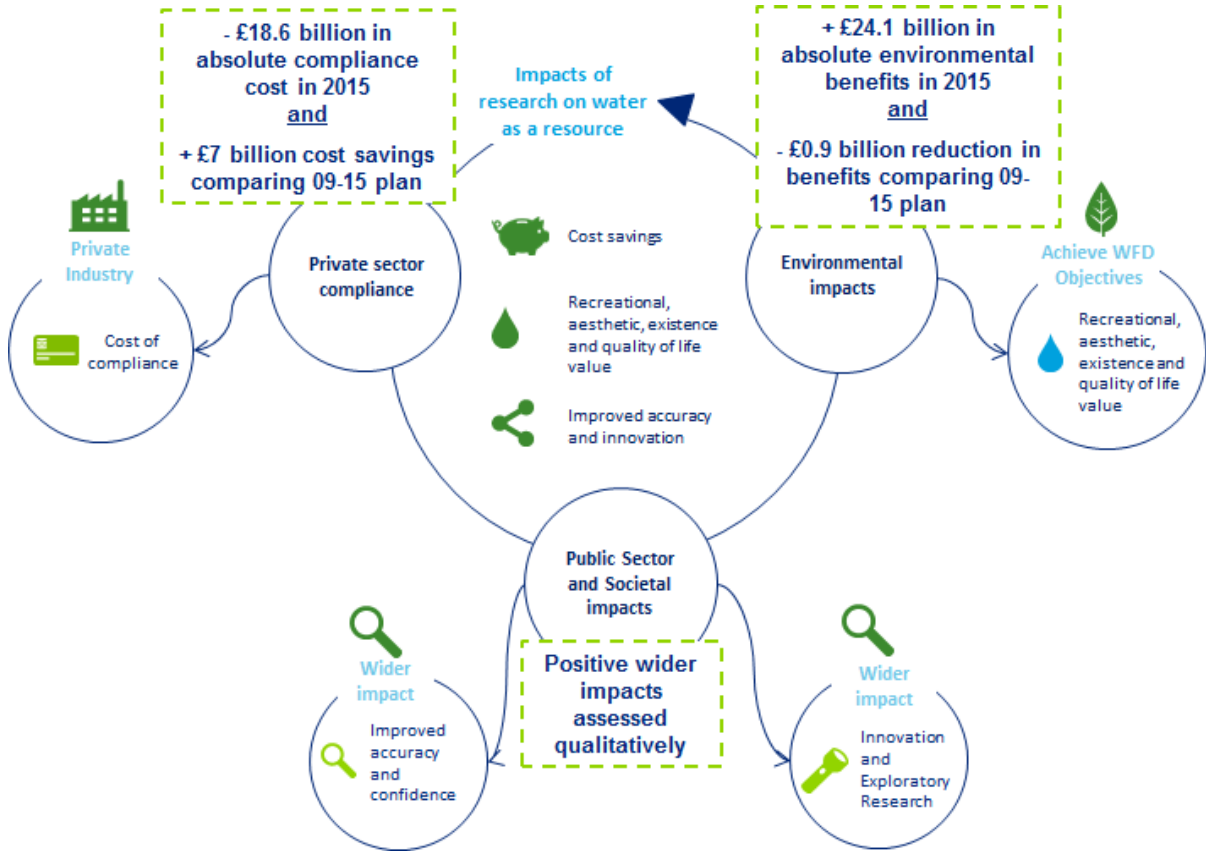 - £18.6 billion in
absolute compliance
cost in 2015
and
+ £7 billion cost savings
comparing 09-15 plan
Impacts of
research on water
as a resource
+ £24.1 billion in
absolute environmental
benefits in 2015
and
- £0.9 billion reduction in
benefits comparing 09-
15 plan
Private
Industry
Cost of
compliance
Private sector
compliance
Cost savings
Recreational,
aesthetic, existence
and quality of life
value
Improved accuracy
and innovation
Environmental
impacts
Achieve WFD
Objectives
Recreational,
aesthetic,
existence and
quality of life
value
Public Sector
and Societal
impacts
Positive wider
impacts
assessed
qualitatively
Wider
impact
Improved
accuracy
and
confidence
Wider
impact
Innovation
and
Exploratory
Research